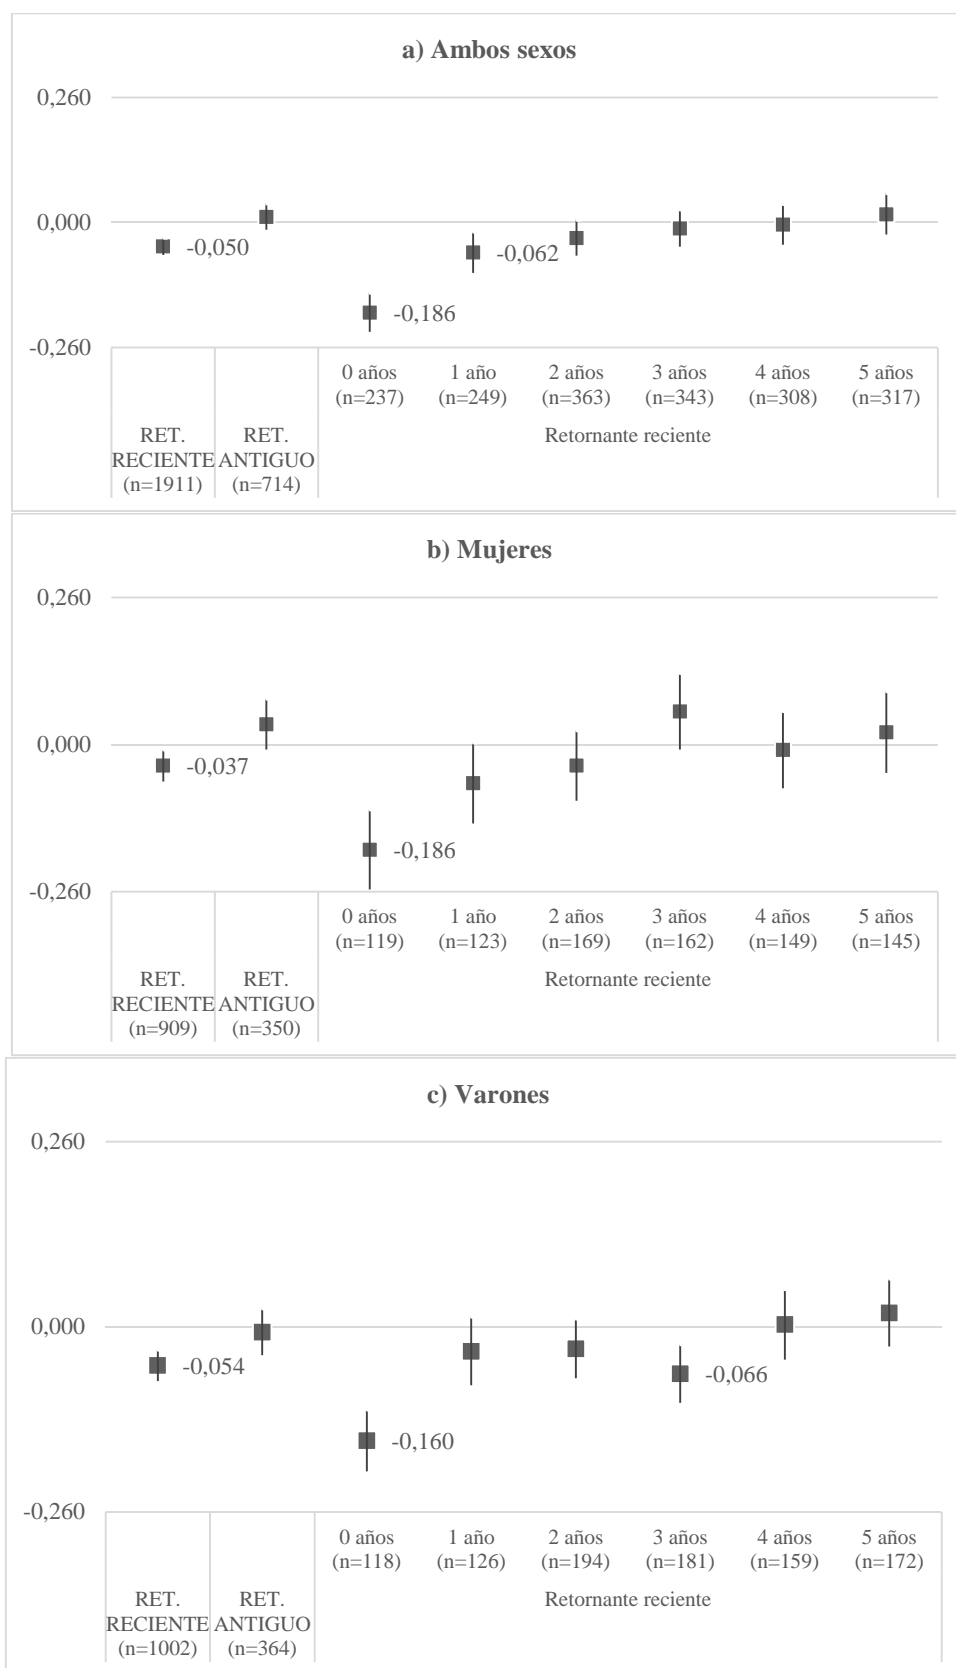 a) Ambos sexos
0,260
0,000
-0,260
-0,050
-0,186
-0,062
0 años 1 año 2 años 3 años 4 años 5 años
(n=237) (n=249) (n=363) (n=343) (n=308) (n=317)
RET. RET. Retornante reciente
RECIENTE ANTIGUO
(n=1911) (n=714)
b) Mujeres
0,260
0,000
-0,260
-0,037
-0,186
0 años 1 año 2 años 3 años 4 años 5 años
(n=119) (n=123) (n=169) (n=162) (n=149) (n=145)
RET. RET. Retornante reciente
RECIENTE ANTIGUO
(n=909) (n=350)
c) Varones
0,260
0,000
-0,260
-0,054
-0,160
-0,066
0 años 1 año 2 años 3 años 4 años 5 años
(n=118) (n=126) (n=194) (n=181) (n=159) (n=172)
RET. RET. Retornante reciente
RECIENTE ANTIGUO
(n=1002) (n=364)